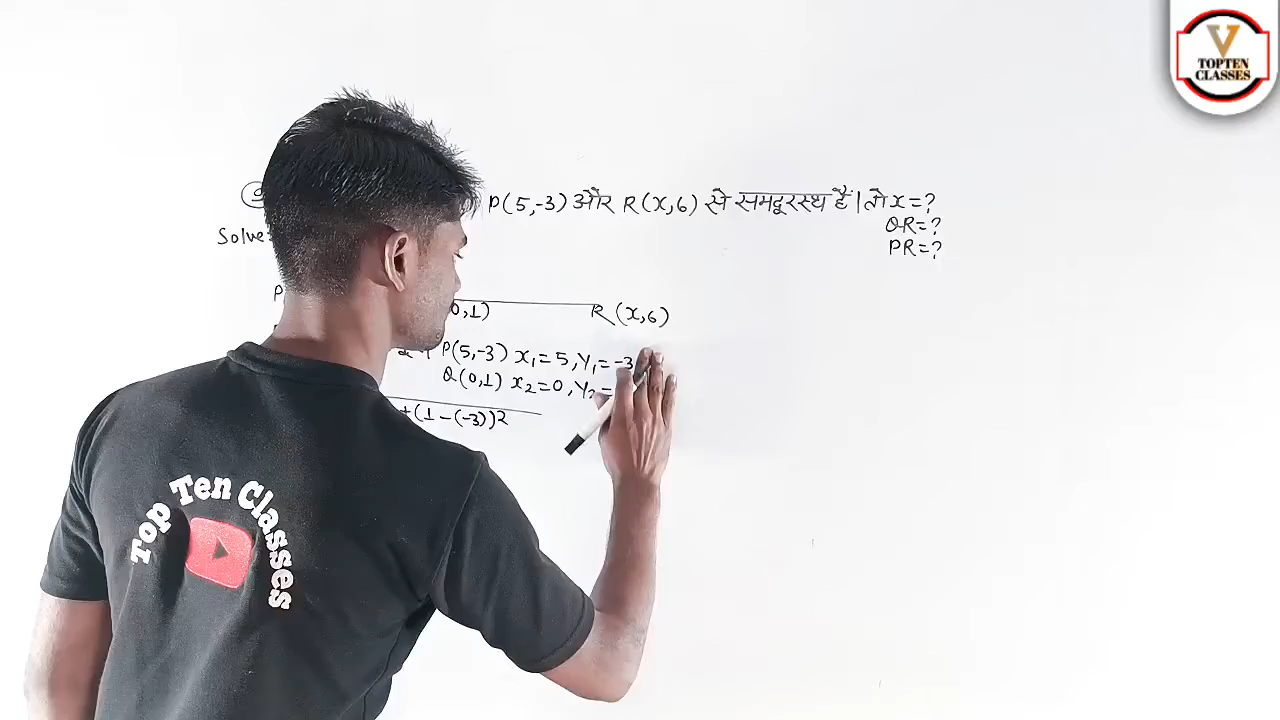 V
TOPTEN
CLASSES
P(5,-3) और R(x,6) से समदूरस्थ हैं। तो x=?
QR=?
PR=?
Solve:
P
0,1)
R(x,6)
P(5,-3) x₁=5, y₁=-3
Q(0,1) x₂=0, y₂=
+(1-(-3))2
Top Ten Classes